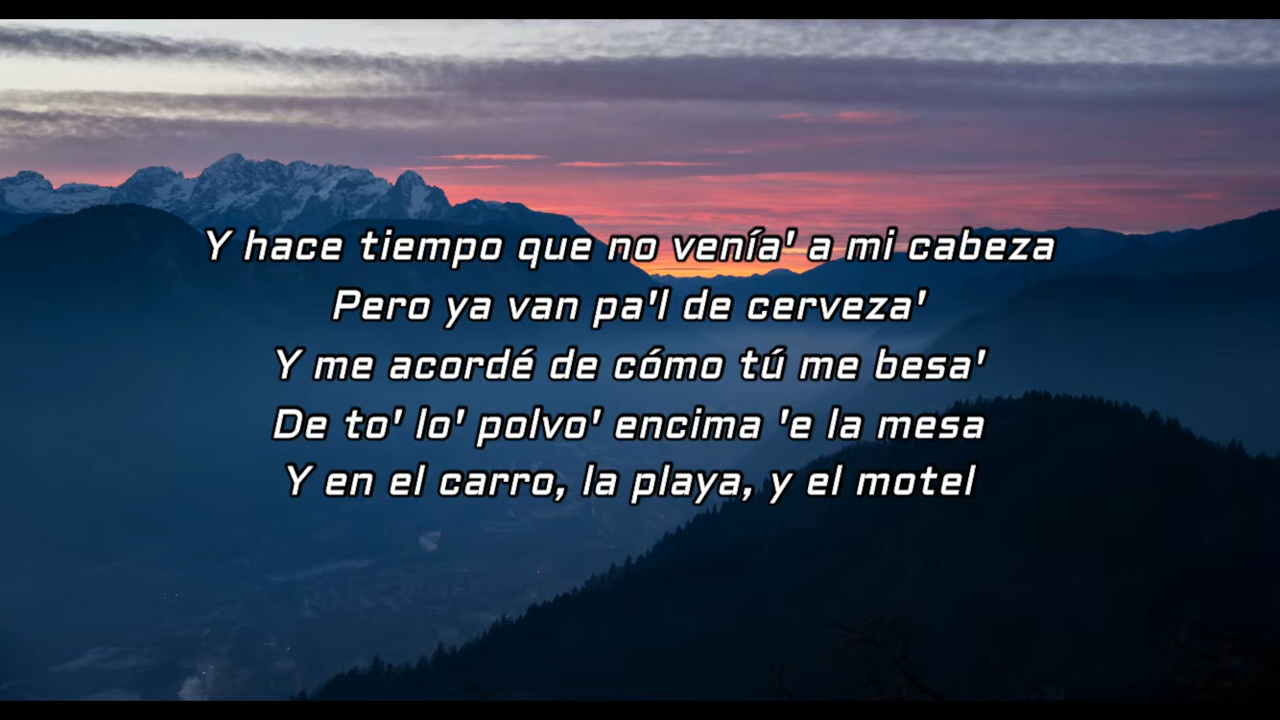 Y hace tiempo que no venía' a mi cabeza
Pero ya van pa'l de cerveza'
Y me acordé de cómo tú me besa'
De to' lo' polvo' encima 'e la mesa
Y en el carro, la playa, y el motel